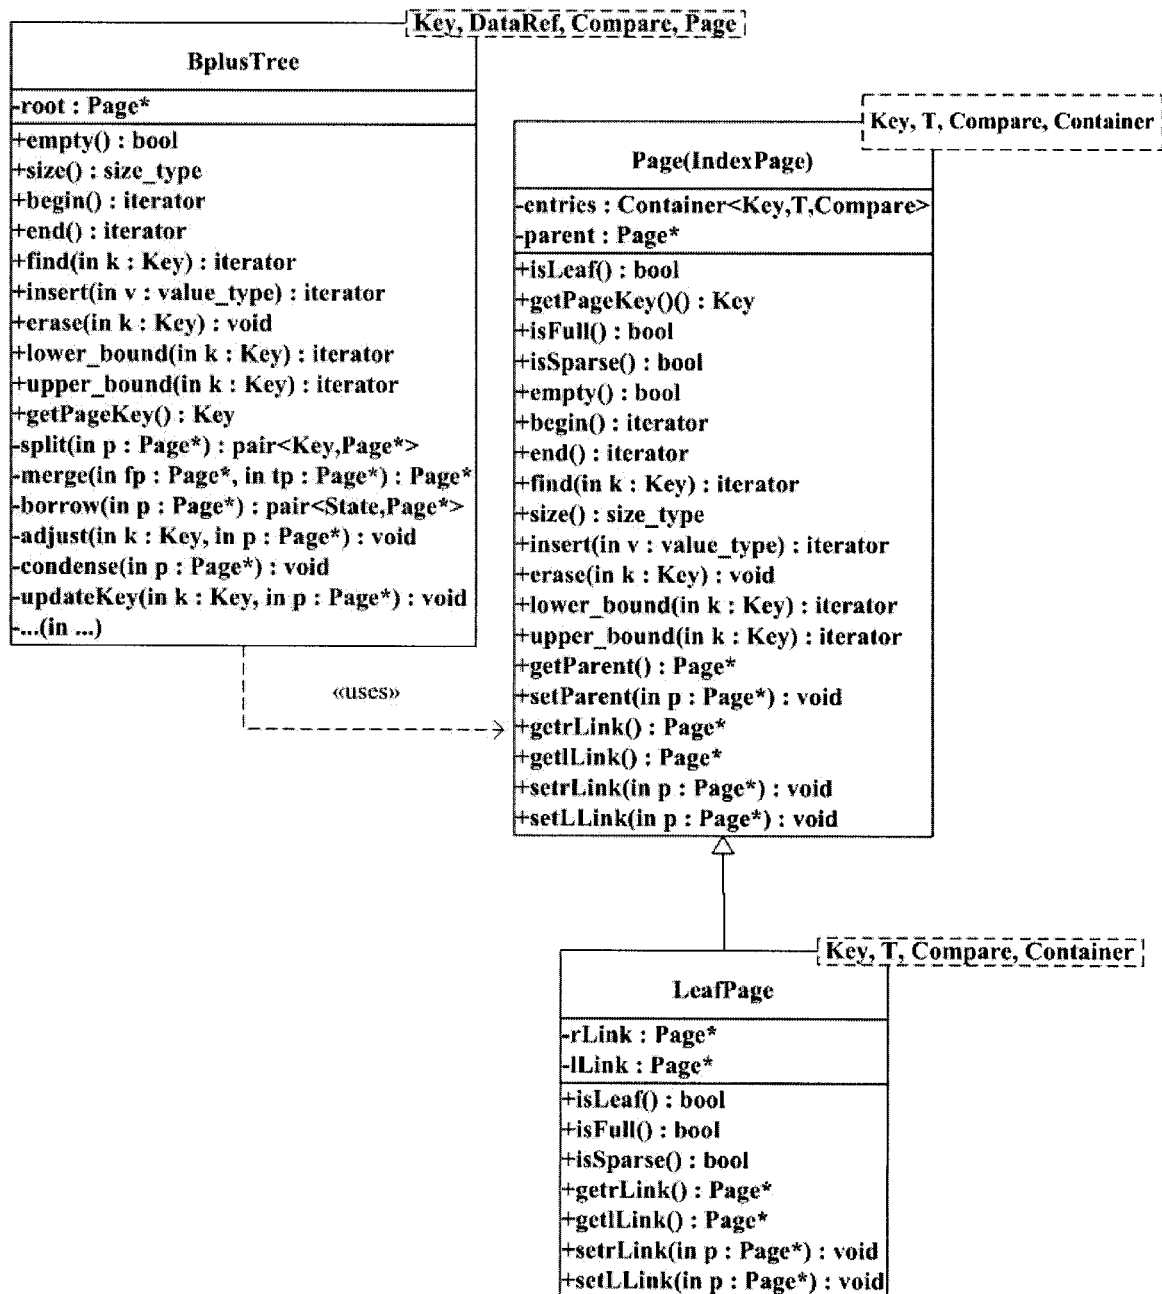 Key, DataRef, Compare, Page
BplusTree
-root : Page*
+empty() : bool
+size() : size_type
+begin() : iterator
+end() : iterator
+find(in k : Key) : iterator
+insert(in v : value_type) : iterator
+erase(in k : Key) : void
+lower_bound(in k : Key) : iterator
+upper_bound(in k : Key) : iterator
+getPageKey() : Key
-split(in p : Page*) : pair<Key,Page*>
-merge(in fp : Page*, in tp : Page*) : Page*
-borrow(in p : Page*) : pair<State,Page*>
-adjust(in k : Key, in p : Page*) : void
-condense(in p : Page*) : void
-updateKey(in k : Key, in p : Page*) : void
-...(in ...)
«uses»
Key, T, Compare, Container
Page(IndexPage)
-entries : Container<Key,T,Compare>
-parent : Page*
+isLeaf() : bool
+getPageKey()() : Key
+isFull() : bool
+isSparse() : bool
+empty() : bool
+begin() : iterator
+end() : iterator
+find(in k : Key) : iterator
+size() : size_type
+insert(in v : value_type) : iterator
+erase(in k : Key) : void
+lower_bound(in k : Key) : iterator
+upper_bound(in k : Key) : iterator
+getParent() : Page*
+setParent(in p : Page*) : void
+getrLink() : Page*
+getlLink() : Page*
+setrLink(in p : Page*) : void
+setLLink(in p : Page*) : void
Key, T, Compare, Container
LeafPage
-rLink : Page*
-lLink : Page*
+isLeaf() : bool
+isFull() : bool
+isSparse() : bool
+getrLink() : Page*
+getlLink() : Page*
+setrLink(in p : Page*) : void
+setLLink(in p : Page*) : void